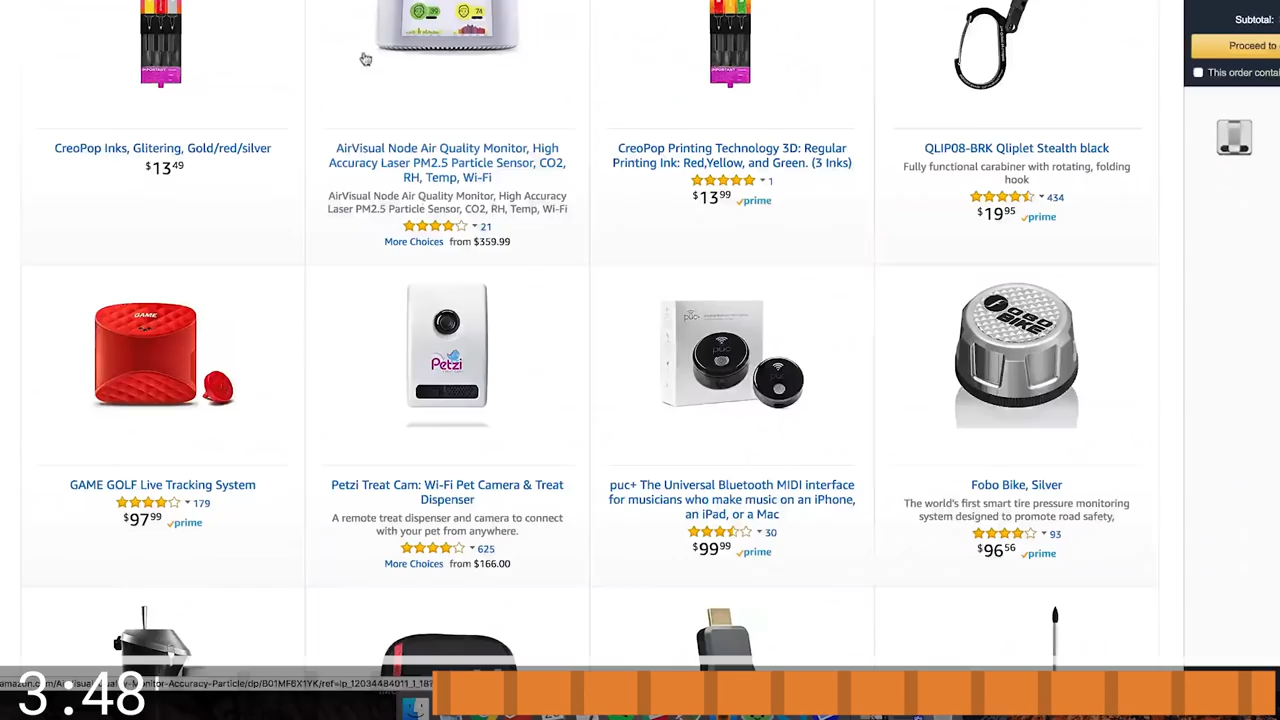 Subtotal:
Proceed to
This order contai
39
74
CreoPop Inks, Glitering, Gold/red/silver
$13 49
AirVisual Node Air Quality Monitor, High
Accuracy Laser PM2.5 Particle Sensor, CO2,
RH, Temp, Wi-Fi
AirVisual Node Air Quality Monitor, High Accuracy
Laser PM2.5 Particle Sensor, CO2, RH, Temp, Wi-Fi
21
More Choices from $359.99
CreoPop Printing Technology 3D: Regular
Printing Ink: Red,Yellow, and Green. (3 Inks)
1
$13 99 prime
QLIP08-BRK Qliplet Stealth black
Fully functional carabiner with rotating, folding
hook
434
$19 95 prime
GAME
Petzi
puc+
puc
FOBO
BIKE
GAME GOLF Live Tracking System
179
$97 99 prime
Petzi Treat Cam: Wi-Fi Pet Camera & Treat
Dispenser
A remote treat dispenser and camera to connect
with your pet from anywhere.
625
More Choices from $166.00
puc+ The Universal Bluetooth MIDI interface
for musicians who make music on an iPhone,
an iPad, or a Mac
30
$99 99 prime
Fobo Bike, Silver
The world's first smart tire pressure monitoring
system designed to promote road safety,
93
$96 56 prime
3:48